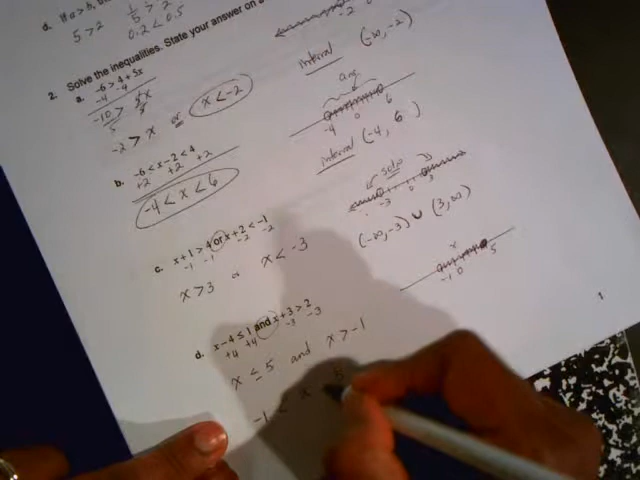 d. If a > b, 
5 > 2
1/5 > 2
0.2 < 0.5
2. Solve the inequalities. State your answer on a
a. -6 > 4 + 5x
-4 -4
-10 > 5x
5 5
-2 > x or x < -2
-2 0
interval (-∞, -2)
b. -6 < x - 2 < 4
+2 +2 +2
-4 < x < 6
ans
-4 0 6
interval (-4, 6)
c. x + 1 > 4 or x + 2 < -1
-1 -1 -2 -2
x > 3 or x < -3
soln
-3 0 3
(-∞, -3) ∪ (3, ∞)
d. x - 4 ≤ 1 and x + 3 > 2
+4 +4 -3 -3
x ≤ 5 and x > -1
-1 < x 5
x
-1 0 5
1